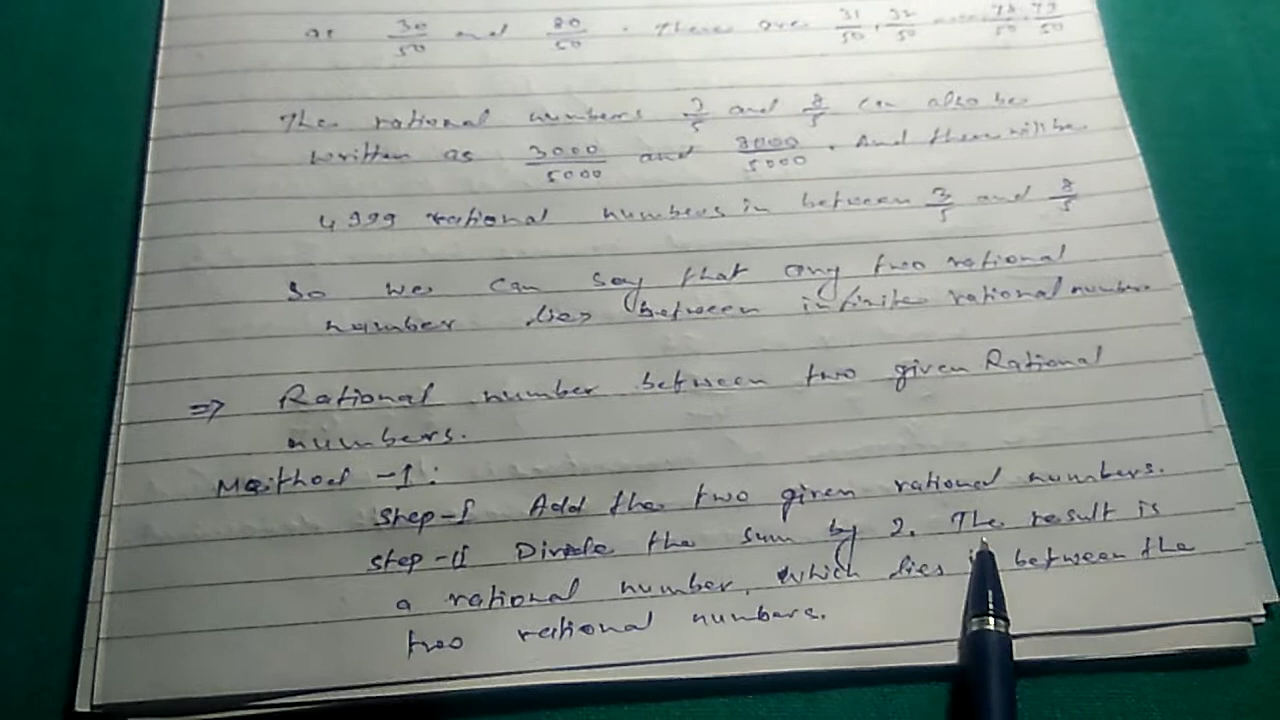 as 30/50 and 80/50 . There are 31/50, 32/50 ---- 78/50, 79/50
The rational numbers 3/5 and 8/5 can also be
written as 3000/5000 and 8000/5000 . And there will be
4999 rational numbers in between 3/5 and 8/5
So we can say that any two rational
number lies between infinite rational number.
⇒ Rational number between two given Rational
numbers.
Meithod -I:
Step-I Add the two given rational numbers.
Step-II Divide the sum by 2. The result is
a rational number, which lies between the
two rational numbers.